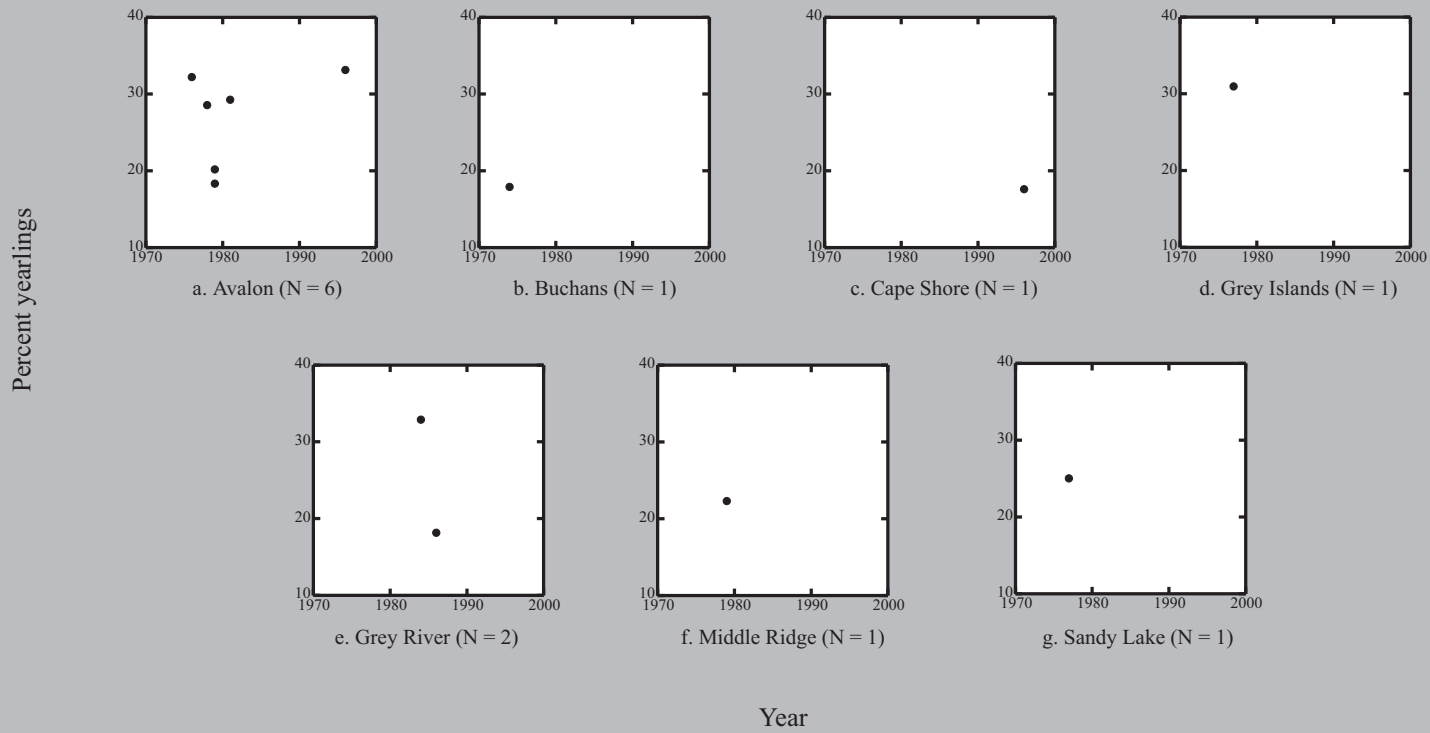 Percent yearlings
40
30
20
10
1970 1980 1990 2000
a. Avalon (N = 6)
40
30
20
10
1970 1980 1990 2000
b. Buchans (N = 1)
40
30
20
10
1970 1980 1990 2000
c. Cape Shore (N = 1)
40
30
20
10
1970 1980 1990 2000
d. Grey Islands (N = 1)
40
30
20
10
1970 1980 1990 2000
e. Grey River (N = 2)
40
30
20
10
1970 1980 1990 2000
f. Middle Ridge (N = 1)
40
30
20
10
1970 1980 1990 2000
g. Sandy Lake (N = 1)
Year